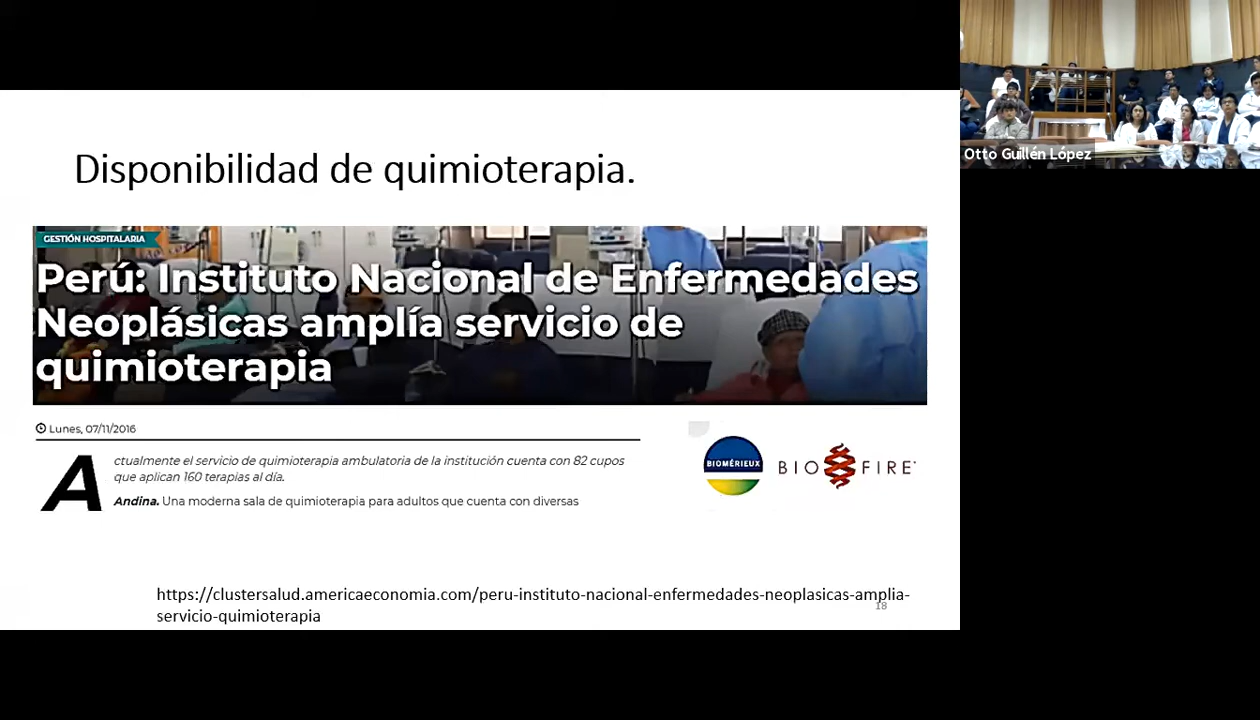 Disponibilidad de quimioterapia.
GESTIÓN HOSPITALARIA
Perú: Instituto Nacional de Enfermedades
Neoplásicas amplía servicio de
quimioterapia
Lunes, 07/11/2016
Actualmente el servicio de quimioterapia ambulatoria de la institución cuenta con 82 cupos
que aplican 160 terapias al día.
Andina. Una moderna sala de quimioterapia para adultos que cuenta con diversas
BIOMÉRIEUX
BIOFIRE
https://clustersalud.americaeconomia.com/peru-instituto-nacional-enfermedades-neoplasicas-amplia-
servicio-quimioterapia
18
Otto Guillén López